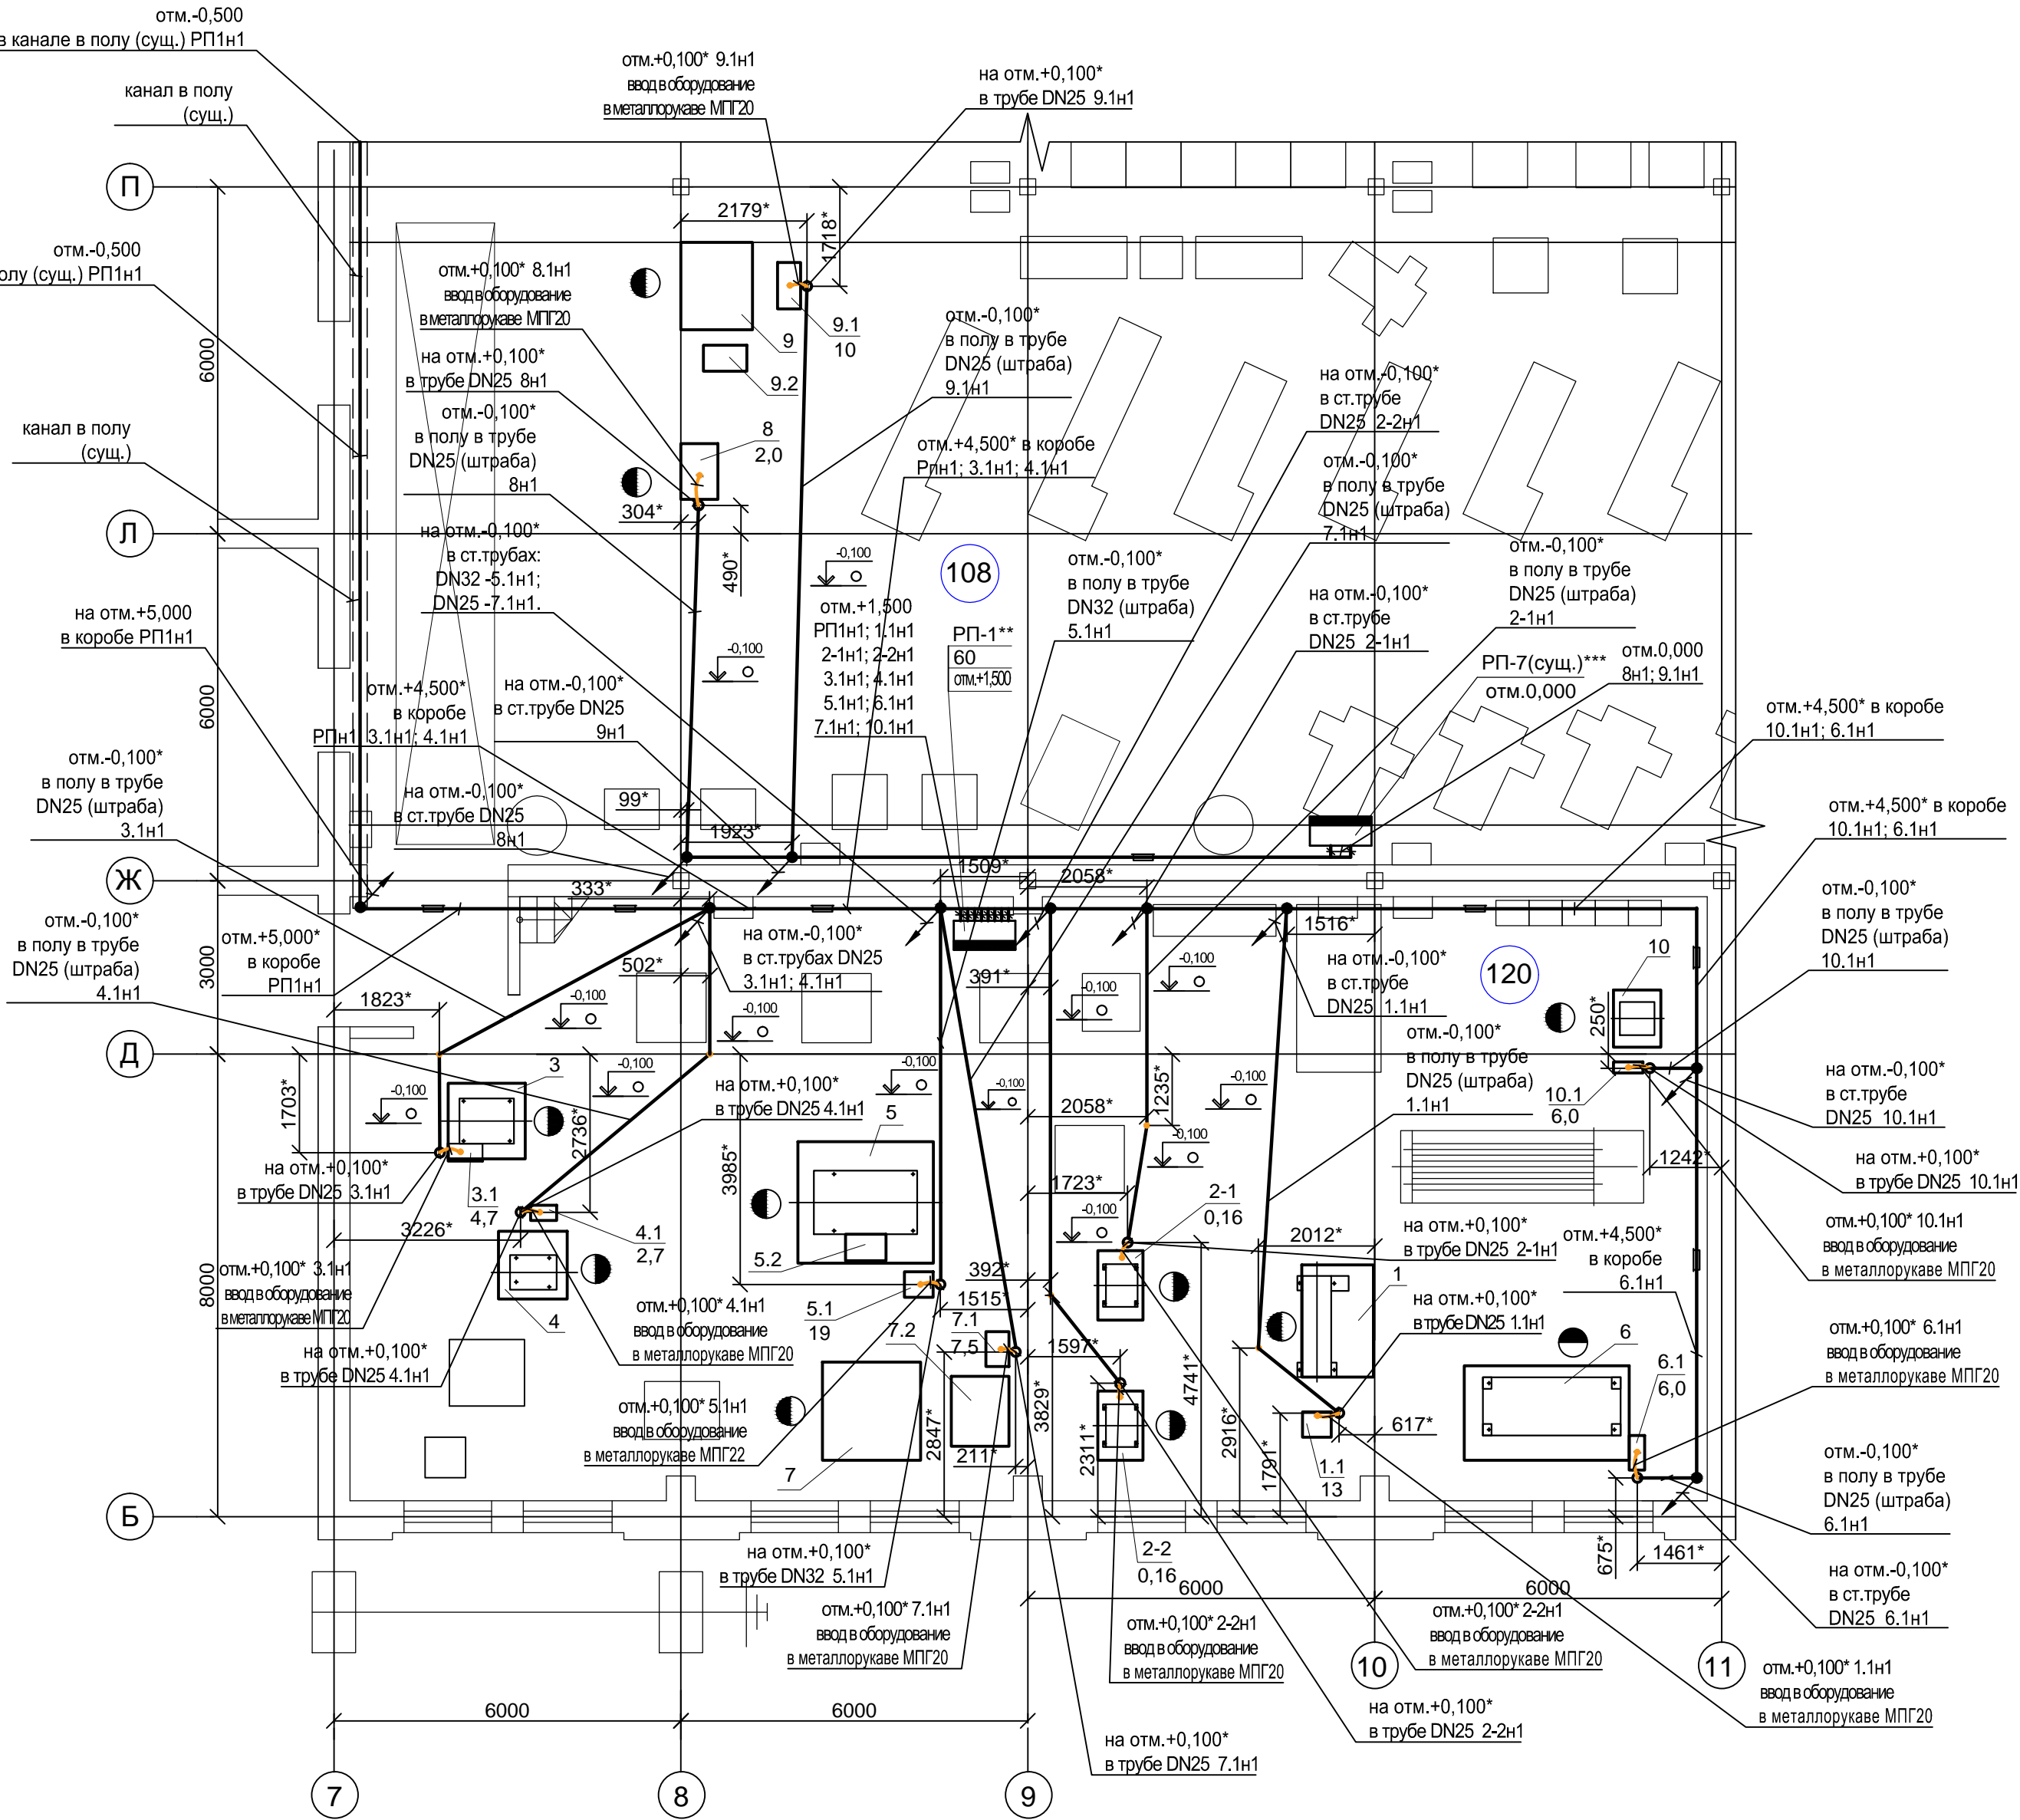 отм.-0,500
в канале в полу (сущ.) РП1н1
канал в полу
(сущ.)
отм.+0,100* 9.1н1
ввод в оборудование
в металлорукаве МПГ20
на отм.+0,100*
в трубе DN25 9.1н1
П
2179*
1718*
отм.-0,500
олу (сущ.) РП1н1
отм.+0,100* 8.1н1
ввод в оборудование
в металлорукаве МПГ20
9.1
10
9
9.2
отм.-0,100*
в полу в трубе
DN25 (штраба)
9.1н1
6000
на отм.+0,100*
в трубе DN25 8н1
на отм.-0,100*
в ст.трубе
DN25 2-2н1
канал в полу
(сущ.)
отм.-0,100*
в полу в трубе
DN25 (штраба)
8н1
8
2,0
отм.+4,500* в коробе
Рпн1; 3.1н1; 4.1н1
отм.-0,100*
в полу в трубе
DN25 (штраба)
7.1н1
304*
Л
490*
на отм.-0,100*
в ст.трубах:
DN32 -5.1н1;
DN25 -7.1н1.
-0,100
108
отм.-0,100*
в полу в трубе
DN32 (штраба)
5.1н1
отм.-0,100*
в полу в трубе
DN25 (штраба)
2-1н1
на отм.+5,000
в коробе РП1н1
отм.+1,500
РП1н1; 1.1н1
2-1н1; 2-2н1
3.1н1; 4.1н1
5.1н1; 6.1н1
7.1н1; 10.1н1
РП-1**
60
отм.+1,500
на отм.-0,100*
в ст.трубе
DN25 2-1н1
-0,100
РП-7(сущ.)***
отм.0,000
отм.0,000
8н1; 9.1н1
6000
отм.+4,500*
в коробе
РПн1; 3.1н1; 4.1н1
на отм.-0,100*
в ст.трубе DN25
9н1
отм.+4,500* в коробе
10.1н1; 6.1н1
отм.-0,100*
в полу в трубе
DN25 (штраба)
3.1н1
на отм.-0,100*
в ст.трубе DN25
8н1
99*
1923*
отм.+4,500* в коробе
10.1н1; 6.1н1
Ж
1509*
2058*
333*
отм.-0,100*
в полу в трубе
DN25 (штраба)
4.1н1
отм.+5,000*
в коробе
РП1н1
3000
502*
на отм.-0,100*
в ст.трубах DN25
3.1н1; 4.1н1
391*
1516*
на отм.-0,100*
в ст.трубе
DN25 1.1н1
120
10
отм.-0,100*
в полу в трубе
DN25 (штраба)
10.1н1
1823*
-0,100
-0,100
-0,100
-0,100
250*
Д
1703*
-0,100
3
-0,100
2736*
на отм.+0,100*
в трубе DN25 4.1н1
5
-0,100
-0,100
2058*
1235*
-0,100
отм.-0,100*
в полу в трубе
DN25 (штраба)
1.1н1
10.1
6,0
на отм.-0,100*
в ст.трубе
DN25 10.1н1
на отм.+0,100*
в трубе DN25 3.1н1
3.1
4,7
3985*
-0,100
1723*
2-1
0,16
1242*
на отм.+0,100*
в трубе DN25 10.1н1
3226*
4.1
2,7
5.2
-0,100
2012*
на отм.+0,100*
в трубе DN25 2-1н1
отм.+4,500*
в коробе
6.1н1
отм.+0,100* 10.1н1
ввод в оборудование
в металлорукаве МПГ20
8000
отм.+0,100* 3.1н1
ввод в оборудование
в металлорукаве МПГ20
4
отм.+0,100* 4.1н1
ввод в оборудование
в металлорукаве МПГ20
5.1
19
392*
1515*
1
на отм.+0,100*
в трубе DN25 1.1н1
7.2
7.1
7,5
1597*
на отм.+0,100*
в трубе DN25 4.1н1
4741*
6
6.1
6,0
отм.+0,100* 6.1н1
ввод в оборудование
в металлорукаве МПГ20
отм.+0,100* 5.1н1
ввод в оборудование
в металлорукаве МПГ22
7
2847*
211*
3829*
2311*
2916*
1791*
617*
1.1
13
отм.-0,100*
в полу в трубе
DN25 (штраба)
6.1н1
Б
675*
1461*
на отм.+0,100*
в трубе DN32 5.1н1
2-2
0,16
6000
6000
на отм.-0,100*
в ст.трубе
DN25 6.1н1
отм.+0,100* 7.1н1
ввод в оборудование
в металлорукаве МПГ20
отм.+0,100* 2-2н1
ввод в оборудование
в металлорукаве МПГ20
отм.+0,100* 2-2н1
ввод в оборудование
в металлорукаве МПГ20
10
11
отм.+0,100* 1.1н1
ввод в оборудование
в металлорукаве МПГ20
6000
6000
на отм.+0,100*
в трубе DN25 2-2н1
на отм.+0,100*
в трубе DN25 7.1н1
7
8
9